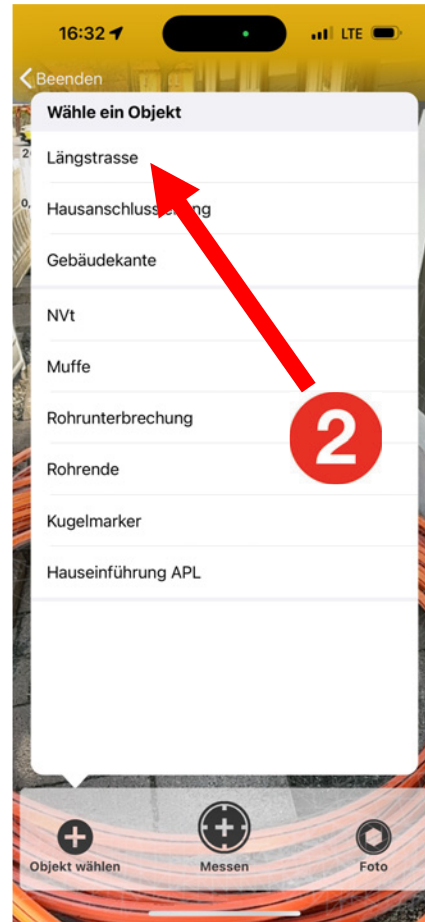 16:32 LTE
Beenden
Wähle ein Objekt
Längstrasse
Hausanschluss ng
Gebäudekante
NVt
Muffe
Rohrunterbrechung
2
Rohrende
Kugelmarker
Hauseinführung APL
Objekt wählen Messen Foto